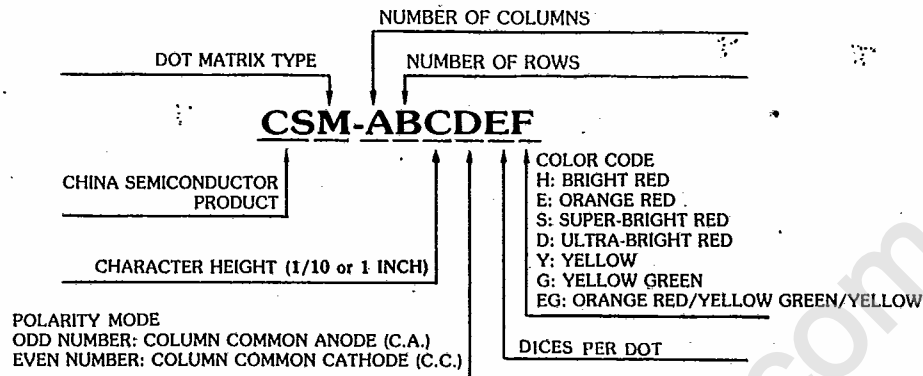 NUMBER OF COLUMNS
DOT MATRIX TYPE
NUMBER OF ROWS
CSM-ABCDEF
CHINA SEMICONDUCTOR
PRODUCT
COLOR CODE
H: BRIGHT RED
E: ORANGE RED
S: SUPER-BRIGHT RED
D: ULTRA-BRIGHT RED
Y: YELLOW
G: YELLOW GREEN
EG: ORANGE RED/YELLOW GREEN/YELLOW
CHARACTER HEIGHT (1/10 or 1 INCH)
POLARITY MODE
ODD NUMBER: COLUMN COMMON ANODE (C.A.)
EVEN NUMBER: COLUMN COMMON CATHODE (C.C.)
DICES PER DOT
com